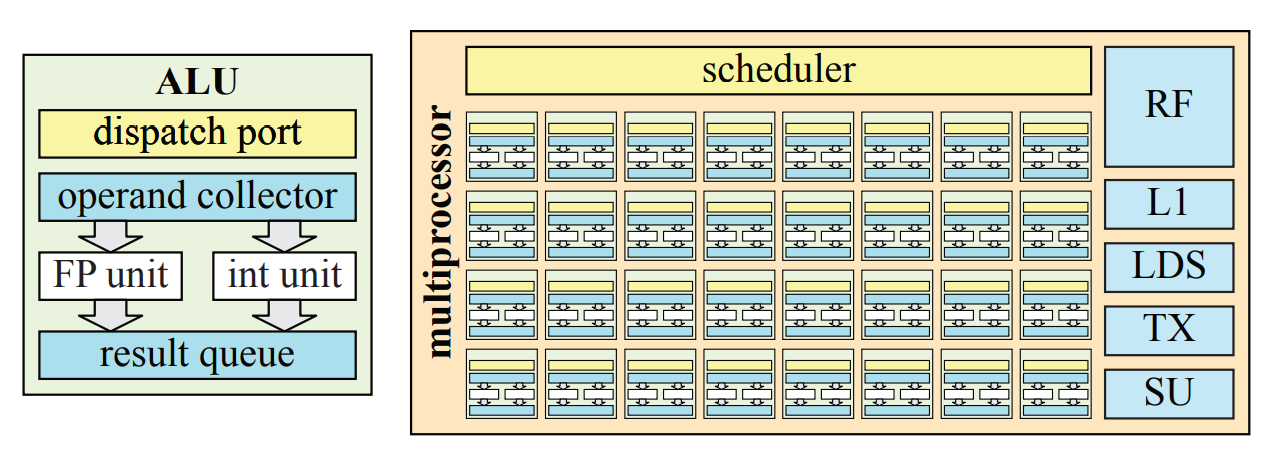 ALU
dispatch port
operand collector
FP unit
int unit
result queue
multiprocessor
scheduler
RF
L1
LDS
TX
SU